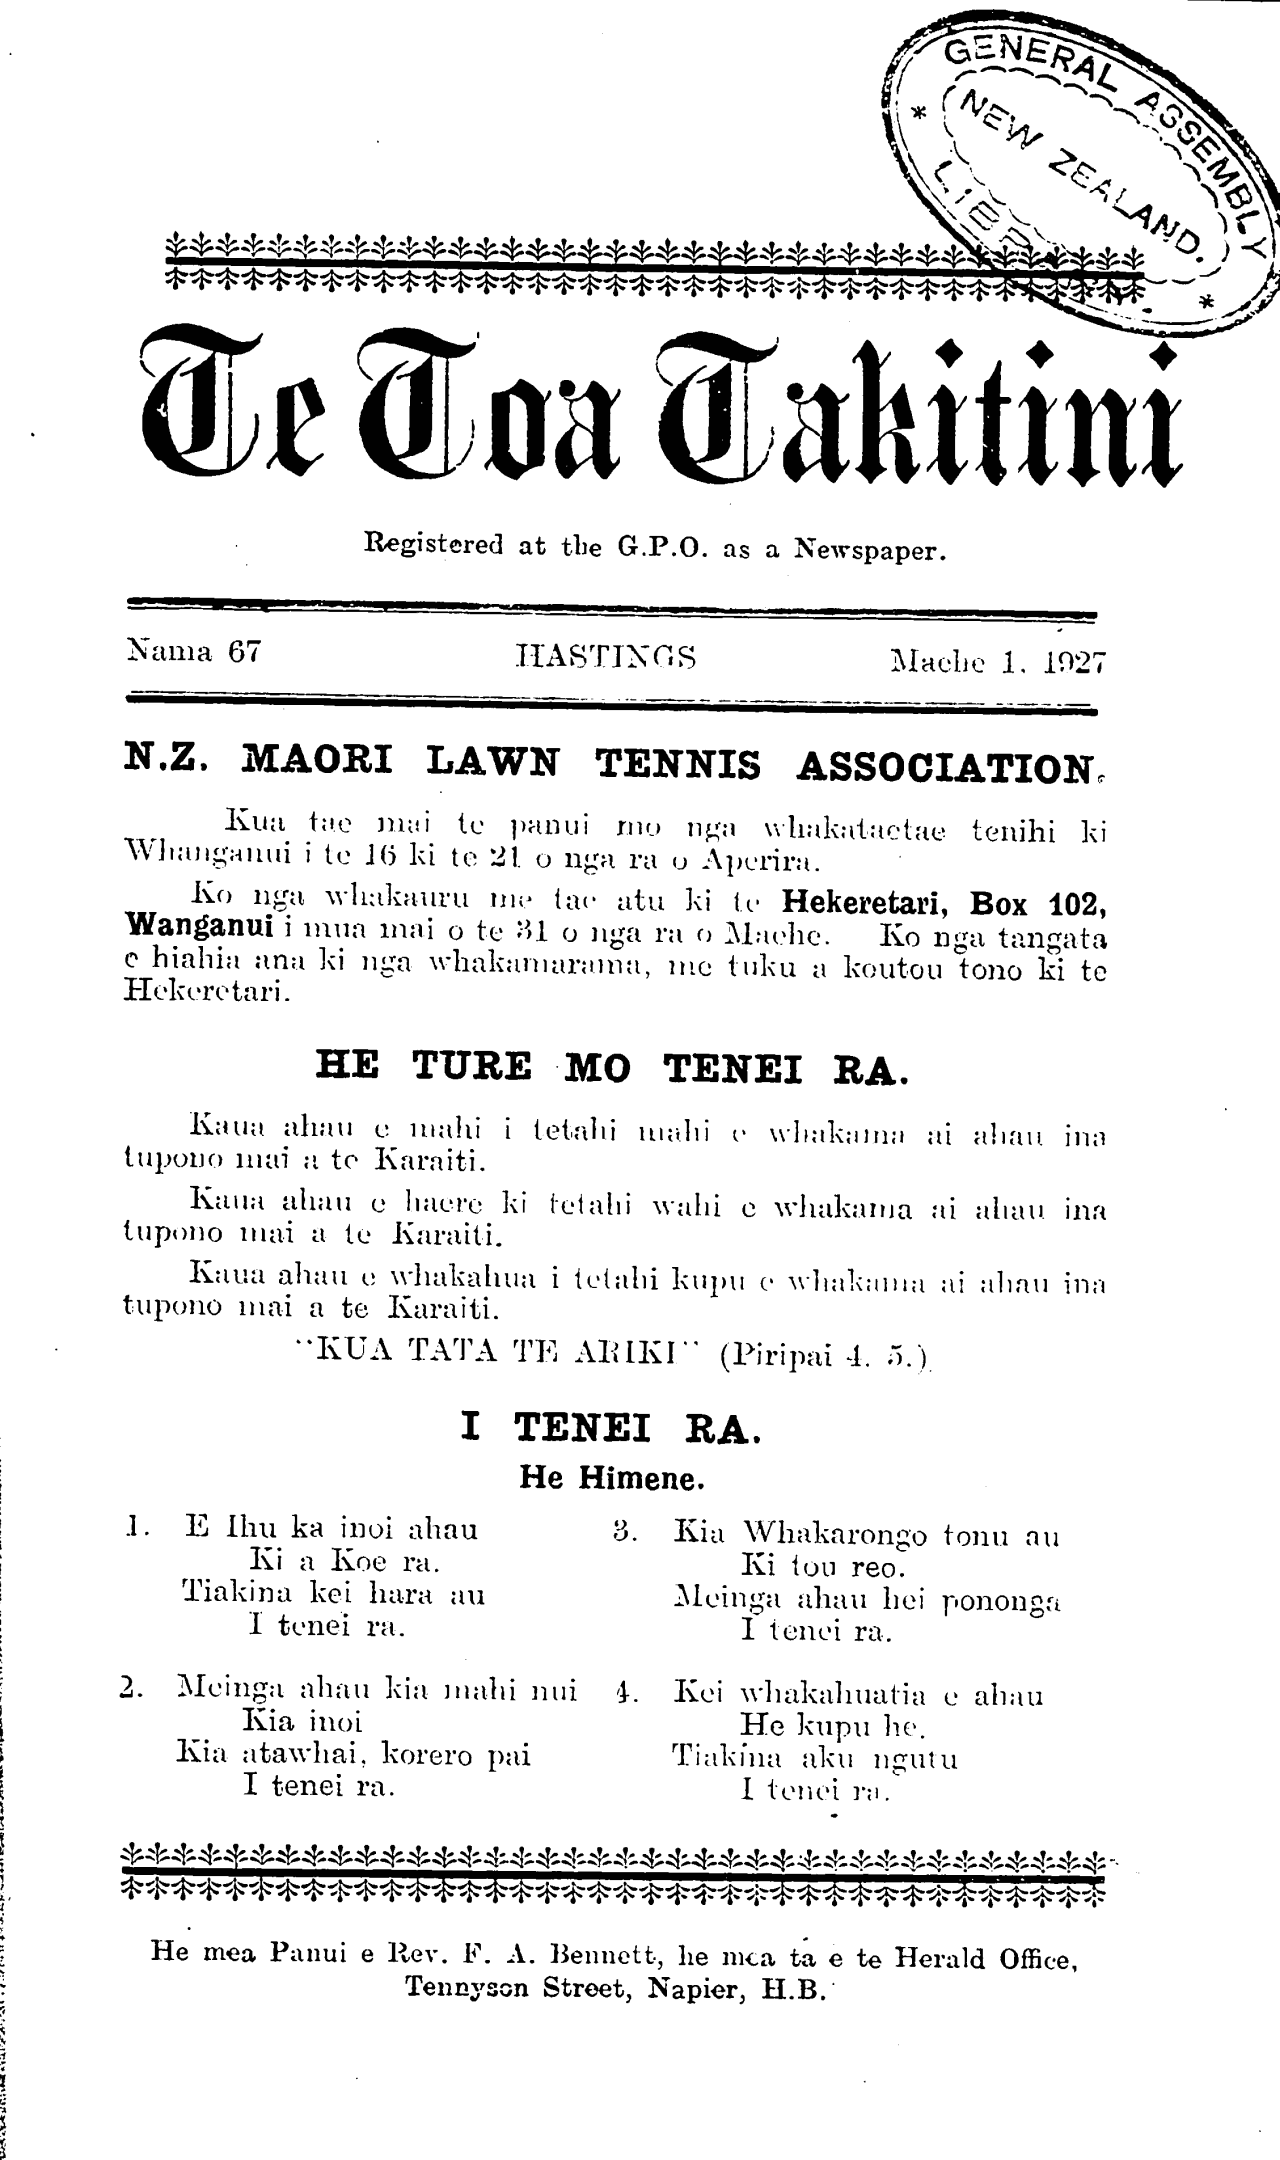 GENERAL ASSEMBLY
NEW ZEALAND.
Te Toa Takitini
Registered at the G.P.O. as a Newspaper.
Nama 67 HASTINGS Maehe 1, 1927
N.Z. MAORI LAWN TENNIS ASSOCIATION.
Kua tae mai te panui mo nga whakataetae tenihi ki
Whanganui i te 16 ki te 21 o nga ra o Aperira.
Ko nga whakauru me tae atu ki te Hekeretari, Box 102,
Wanganui i mua mai o te 31 o nga ra o Maehe. Ko nga tangata
e hiahia ana ki nga whakamarama, me tuku a koutou tono ki te
Hekeretari.
HE TURE MO TENEI RA.
Kaua ahau e mahi i tetahi mahi e whakama ai ahau ina
tupono mai a te Karaiti.
Kaua ahau e haere ki tetahi wahi e whakama ai ahau ina
tupono mai a te Karaiti.
Kaua ahau e whakahua i tetahi kupu e whakama ai ahau ina
tupono mai a te Karaiti.
"KUA TATA TE ARIKI" (Piripai 4. 5.)
I TENEI RA.
He Himene.
1. E Ihu ka inoi ahau
Ki a Koe ra.
Tiakina kei hara au
I tenei ra.
2. Meinga ahau kia mahi nui
Kia inoi
Kia atawhai, korero pai
I tenei ra.
3. Kia Whakarongo tonu au
Ki tou reo.
Meinga ahau hei pononga
I tenei ra.
4. Kei whakahuatia e ahau
He kupu he.
Tiakina aku ngutu
I tenei ra.
He mea Panui e Rev. F. A. Bennett, he mea ta e te Herald Office,
Tennyson Street, Napier, H.B.